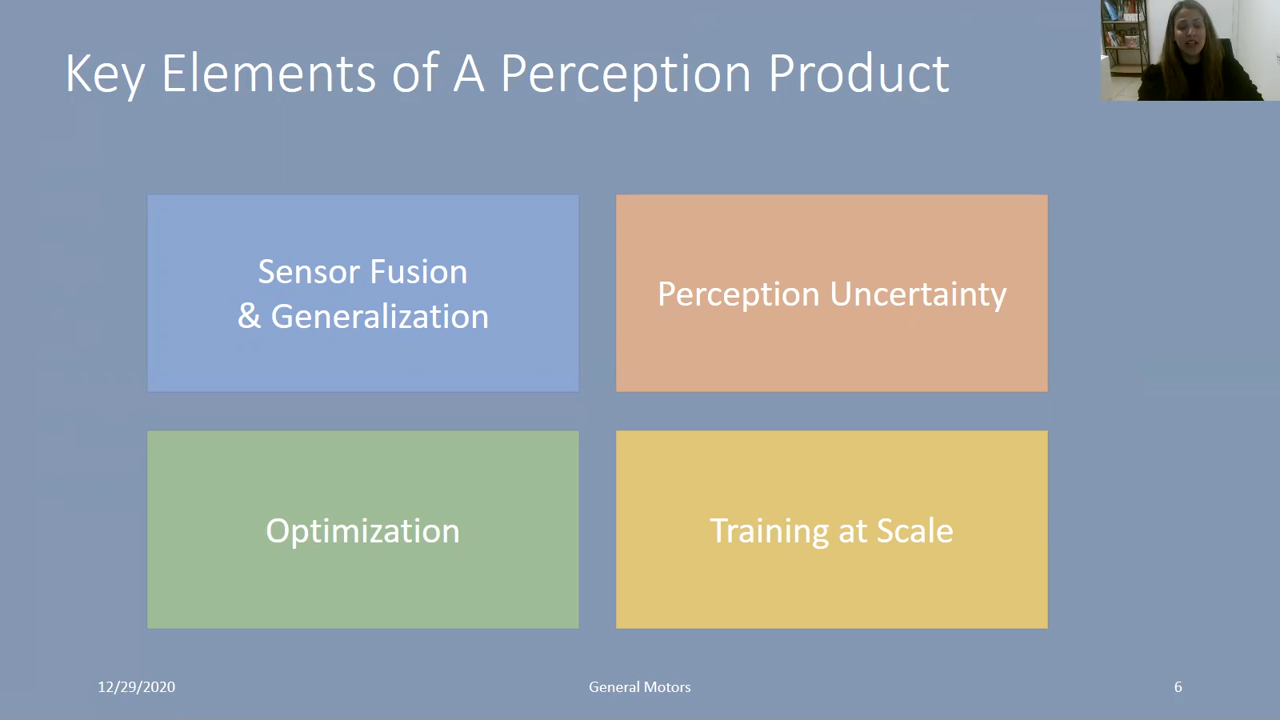 Key Elements of A Perception Product
Sensor Fusion
& Generalization
Perception Uncertainty
Optimization
Training at Scale
12/29/2020
General Motors
6